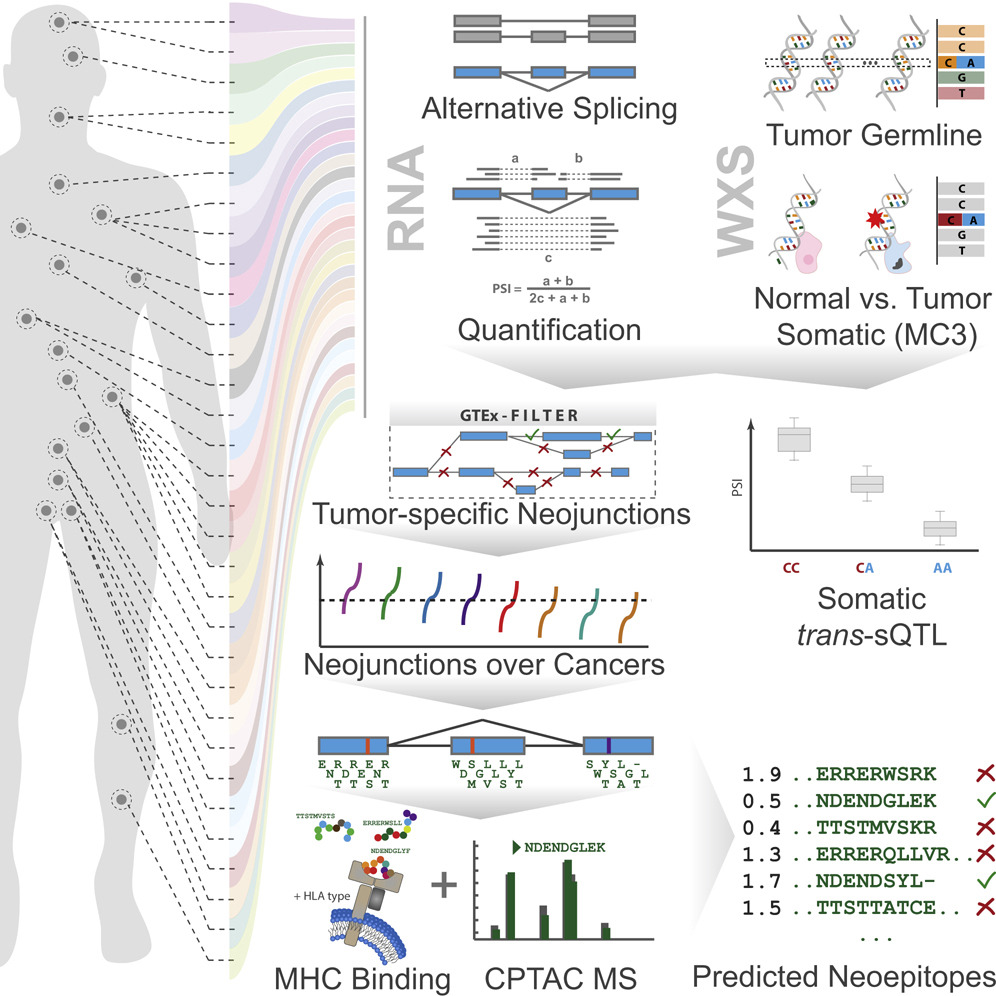 Alternative Splicing
RNA
a b
c
PSI = a + b
2c + a + b
Quantification
WXS
C
C
C A
G
T
Tumor Germline
C
C
C A
G
T
Normal vs. Tumor
Somatic (MC3)
GTEx - FILTER
Tumor-specific Neojunctions
PSI
CC CA AA
Somatic
trans-sQTL
Neojunctions over Cancers
E R R E R W S L L L S Y L -
N D E N D G L Y W S G L
T T S T M V S T T A T
TTSTMVSTS
ERRERWSLL
NDENDGLYF
+ HLA type
+
NDENDGLEK
MHC Binding
CPTAC MS
1.9 ..ERRERWSRK
0.5 ..NDENDGLEK
0.4 ..TTSTMVSKR
1.3 ..ERRERQLLVR..
1.7 ..NDENDSYL-
1.5 ..TTSTTATCE..
...
Predicted Neoepitopes